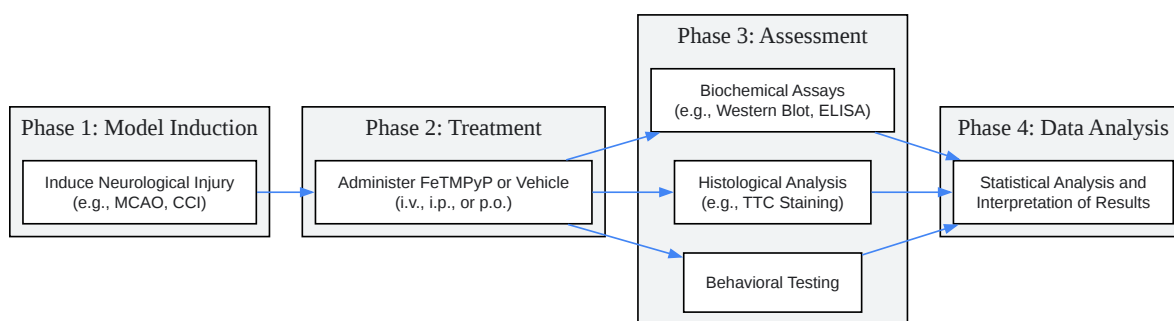 Phase 1: Model Induction
Induce Neurological Injury
(e.g., MCAO, CCI)
Phase 2: Treatment
Administer FeTMPyP or Vehicle
(i.v., i.p., or p.o.)
Phase 3: Assessment
Biochemical Assays
(e.g., Western Blot, ELISA)
Histological Analysis
(e.g., TTC Staining)
Behavioral Testing
Phase 4: Data Analysis
Statistical Analysis and
Interpretation of Results